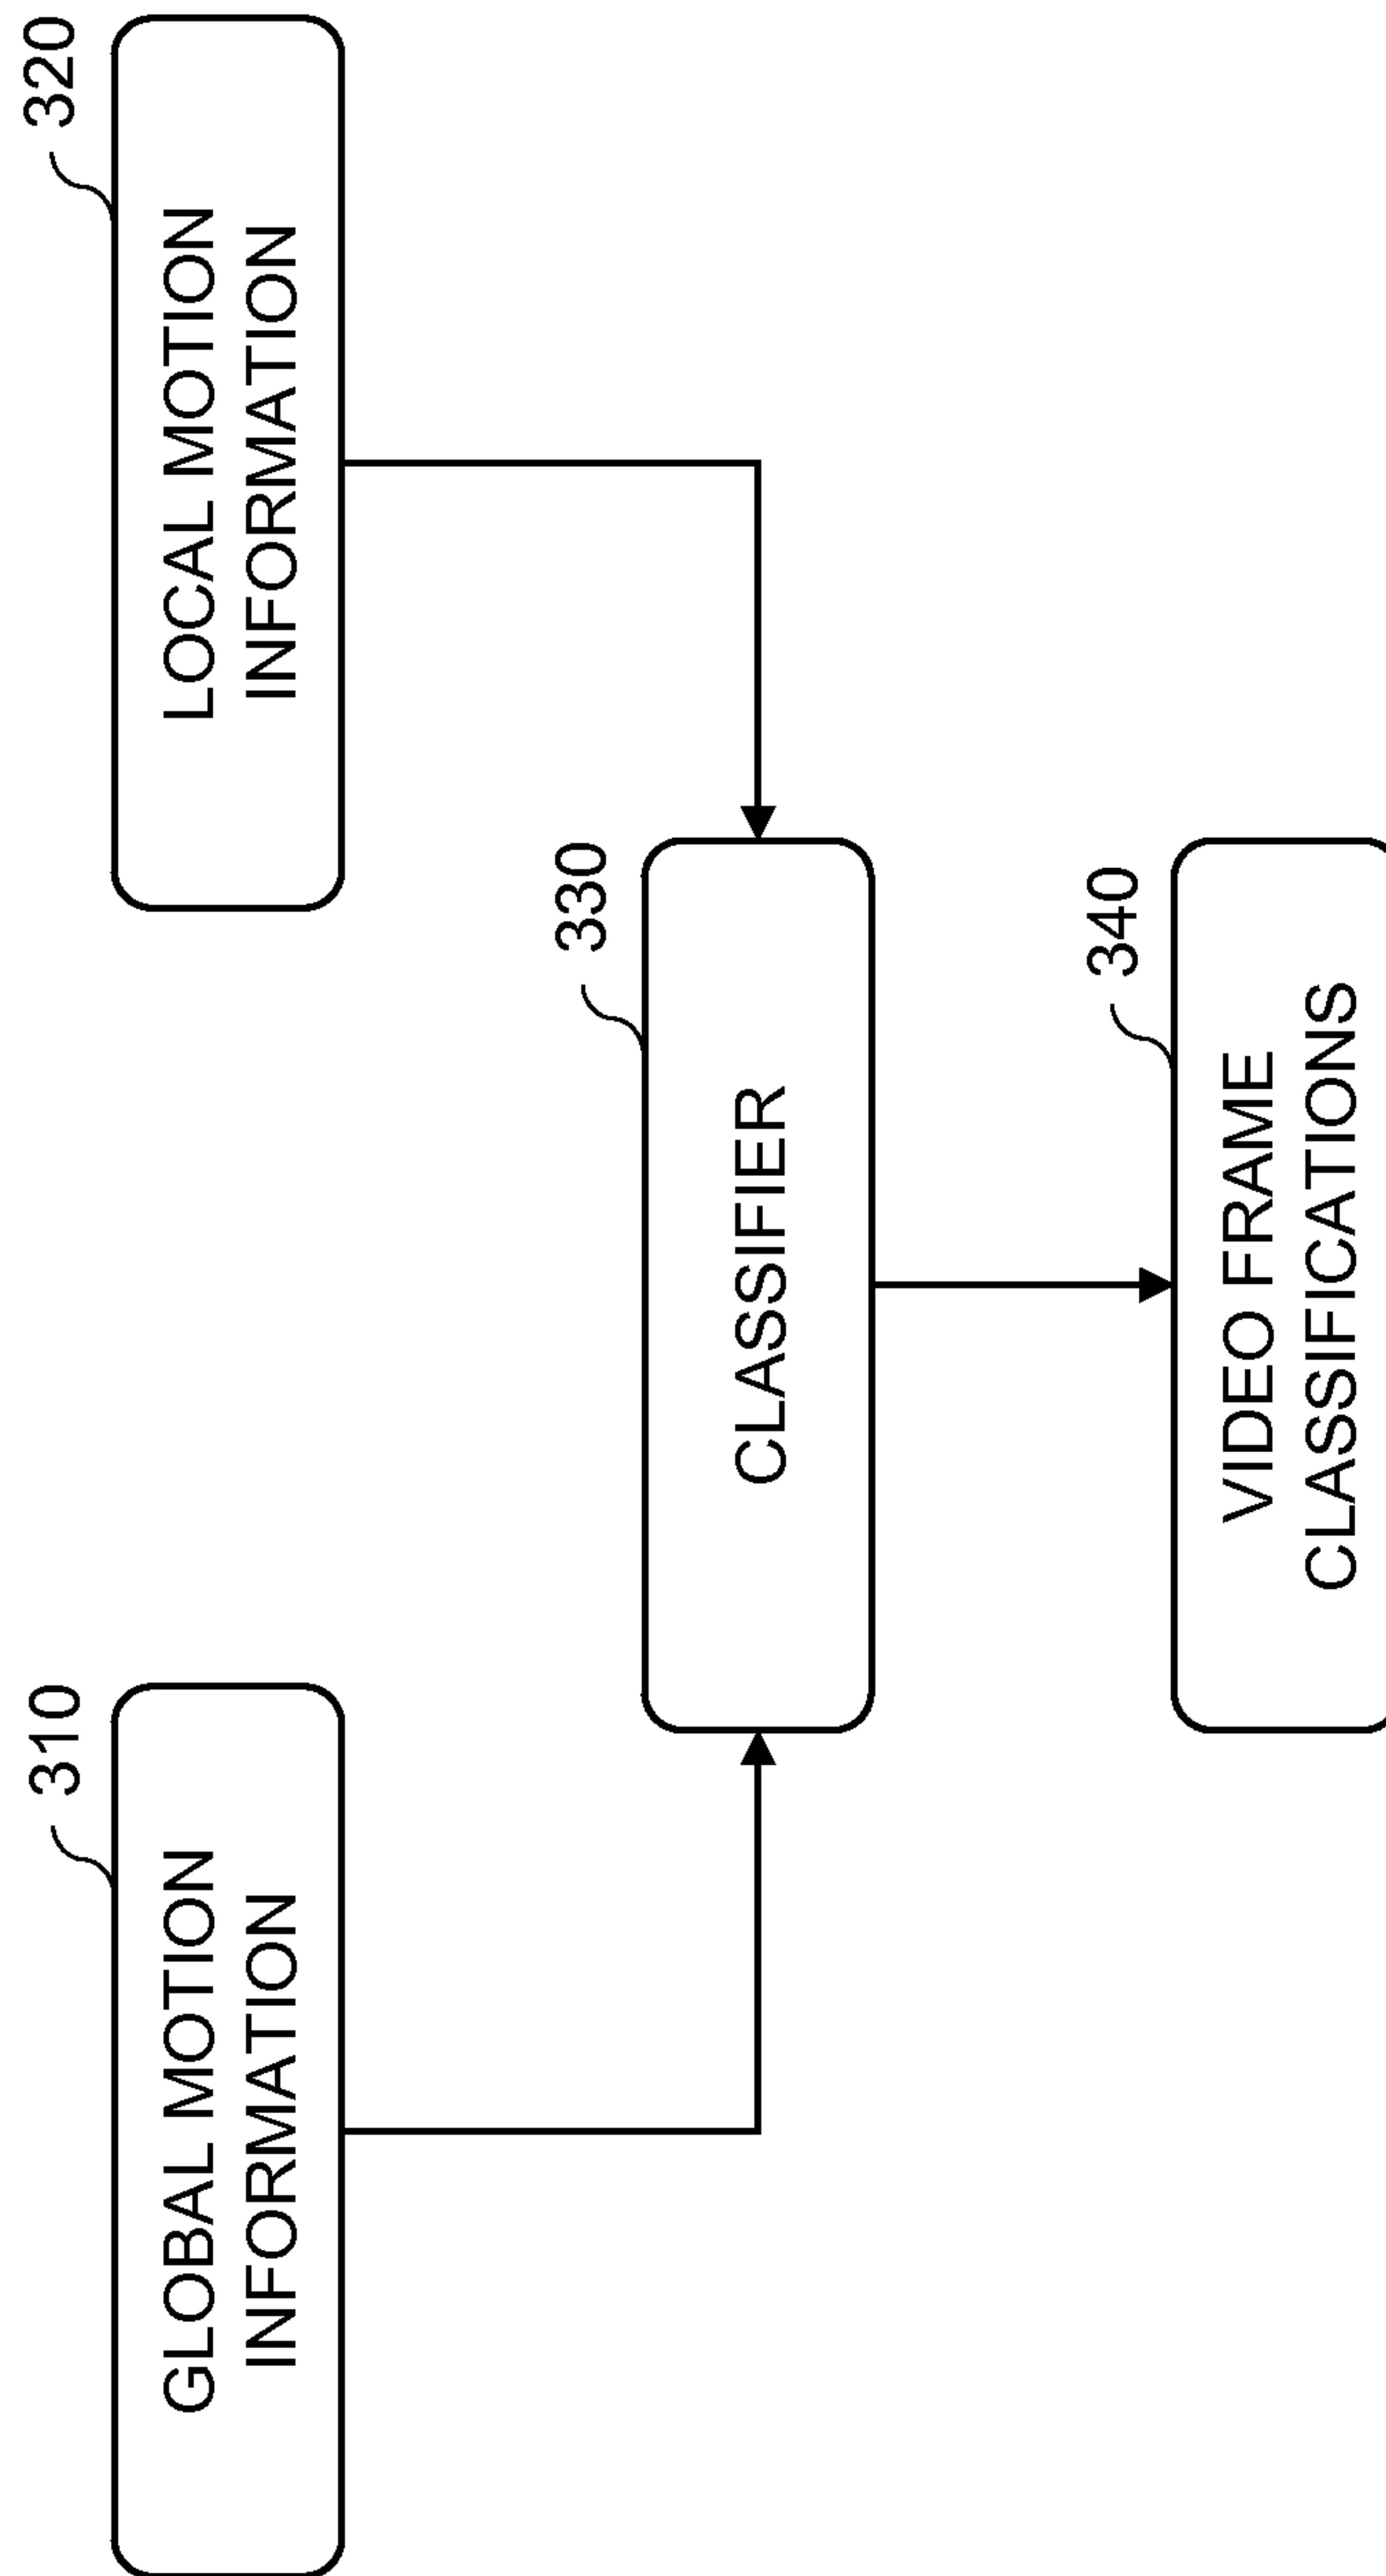 310
GLOBAL MOTION
INFORMATION
320
LOCAL MOTION
INFORMATION
330
CLASSIFIER
340
VIDEO FRAME
CLASSIFICATIONS